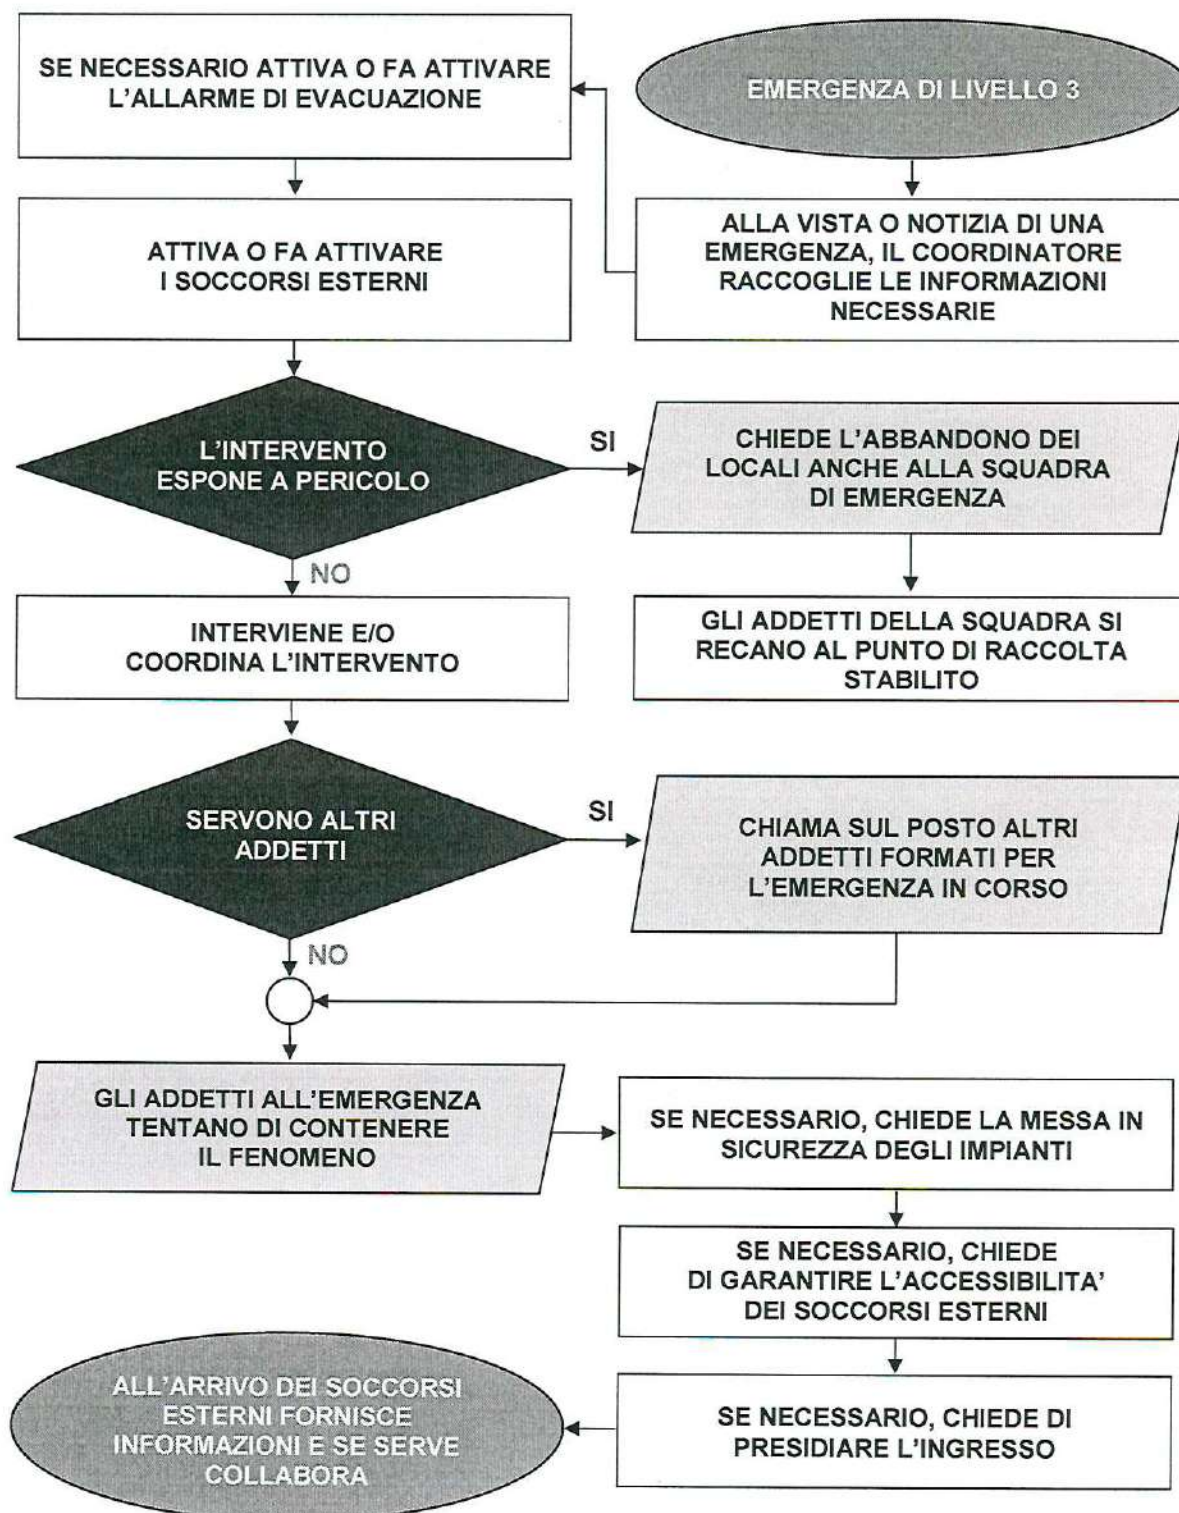 EMERGENZA DI LIVELLO 3
ALLA VISTA O NOTIZIA DI UNA
EMERGENZA, IL COORDINATORE
RACCOGLIE LE INFORMAZIONI
NECESSARIE
SE NECESSARIO ATTIVA O FA ATTIVARE
L'ALLARME DI EVACUAZIONE
ATTIVA O FA ATTIVARE
I SOCCORSI ESTERNI
L'INTERVENTO
ESPONE A PERICOLO
SI
CHIEDE L'ABBANDONO DEI
LOCALI ANCHE ALLA SQUADRA
DI EMERGENZA
GLI ADDETTI DELLA SQUADRA SI
RECANO AL PUNTO DI RACCOLTA
STABILITO
NO
INTERVIENE E/O
COORDINA L'INTERVENTO
SERVONO ALTRI
ADDETTI
SI
CHIAMA SUL POSTO ALTRI
ADDETTI FORMATI PER
L'EMERGENZA IN CORSO
NO
GLI ADDETTI ALL'EMERGENZA
TENTANO DI CONTENERE
IL FENOMENO
SE NECESSARIO, CHIEDE LA MESSA IN
SICUREZZA DEGLI IMPIANTI
SE NECESSARIO, CHIEDE
DI GARANTIRE L'ACCESSIBILITA'
DEI SOCCORSI ESTERNI
SE NECESSARIO, CHIEDE DI
PRESIDIARE L'INGRESSO
ALL'ARRIVO DEI SOCCORSI
ESTERNI FORNISCE
INFORMAZIONI E SE SERVE
COLLABORA